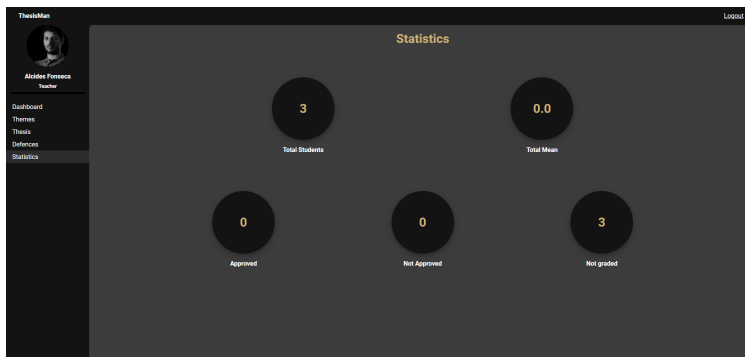 ThesisMan
Logout
Alcides Fonseca
Teacher
Dashboard
Themes
Thesis
Defences
Statistics
Statistics
3
0.0
Total Students
Total Mean
0
0
3
Approved
Not Approved
Not graded